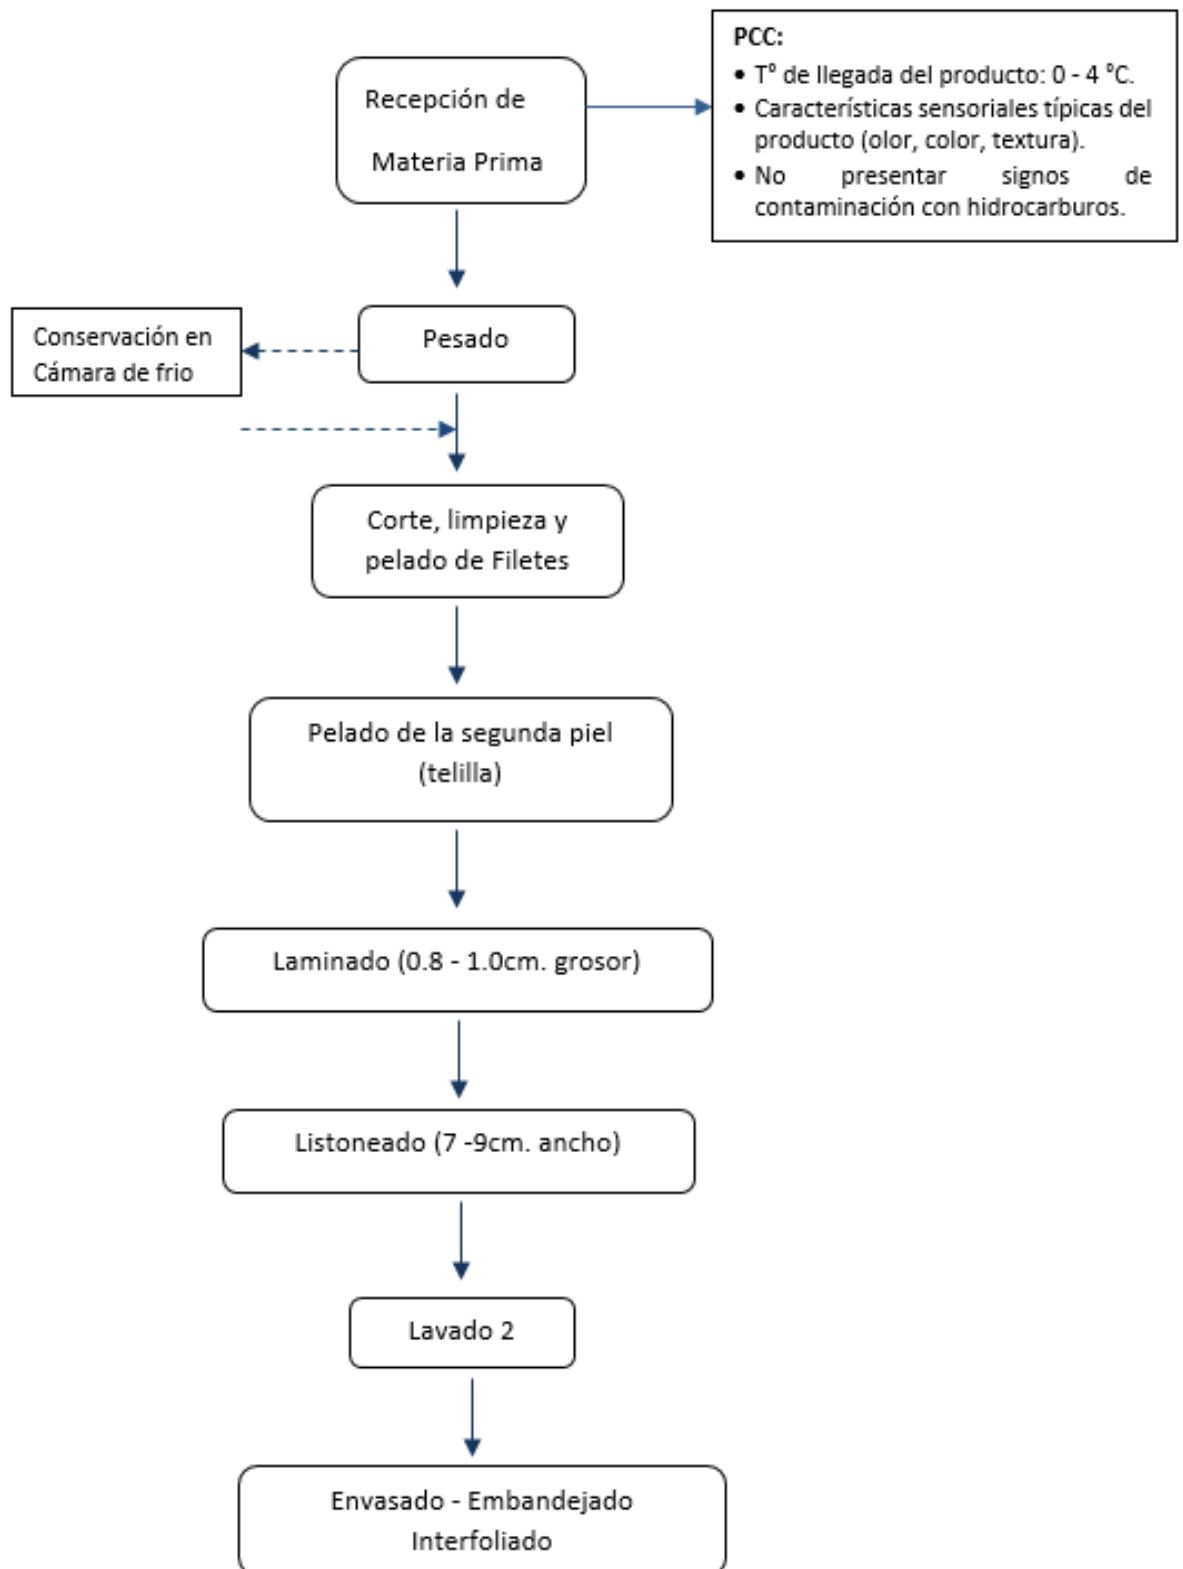 PCC:
• T° de llegada del producto: 0 - 4 °C.
• Características sensoriales típicas del
producto (olor, color, textura).
• No presentar signos de
contaminación con hidrocarburos.
Recepción de
Materia Prima
Conservación en
Cámara de frio
Pesado
Corte, limpieza y
pelado de Filetes
Pelado de la segunda piel
(telilla)
Laminado (0.8 - 1.0cm. grosor)
Listoneado (7 -9cm. ancho)
Lavado 2
Envasado - Embandejado
Interfoliado